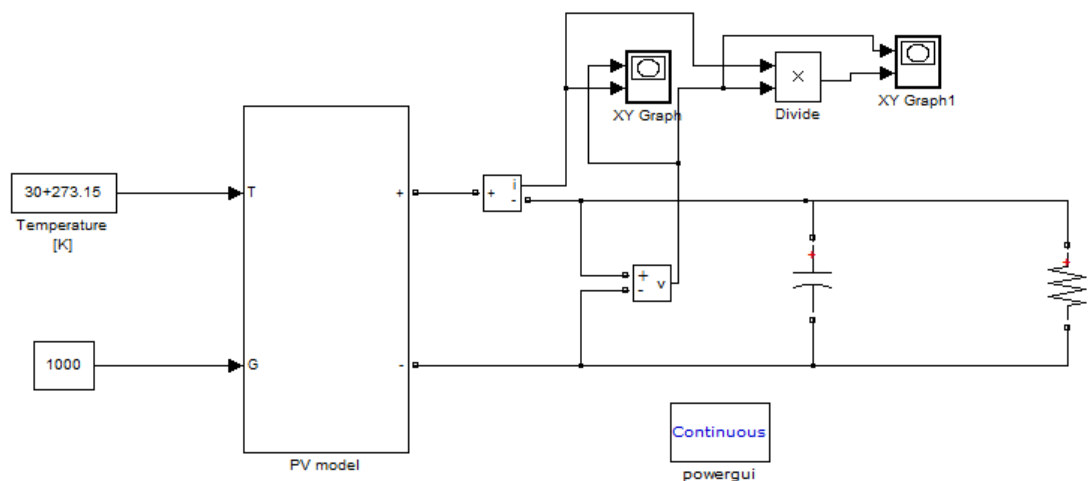 XY Graph
×
Divide
XY Graph1
30+273.15
Temperature
[K]
T
+
+
i
-
+
-
v
+
+
1000
G
-
PV model
Continuous
powergui